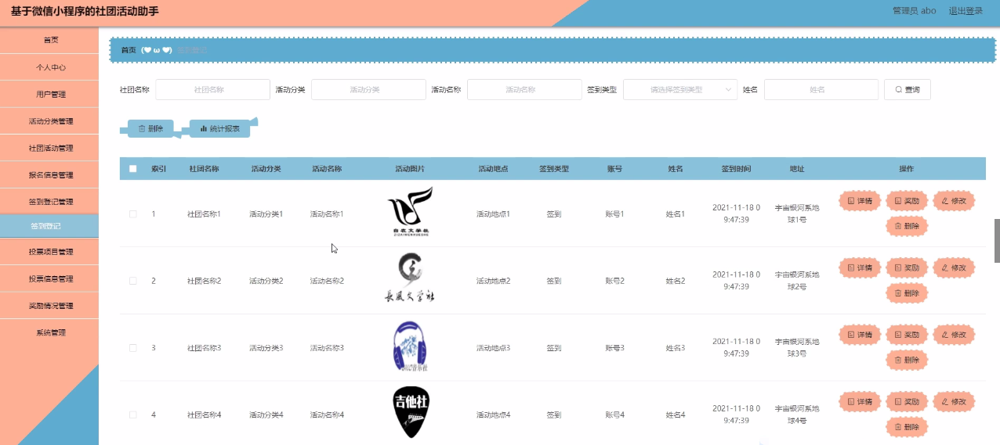 基于微信小程序的社团活动助手
管理员 abo 退出登录
首页
个人中心
用户管理
活动分类管理
社团活动管理
报名信息管理
签到登记管理
签到登记
投票项目管理
投票信息管理
奖励情况管理
系统管理
首页 (♥ ω ♥) 签到登记
社团名称 社团名称 活动分类 活动分类 活动名称 活动名称 签到类型 请选择签到类型 姓名 姓名 查询
删除 统计报表
索引 社团名称 活动分类 活动名称 活动图片 活动地点 签到类型 账号 姓名 签到时间 地址 操作
1 社团名称1 活动分类1 活动名称1 活动地点1 签到 账号1 姓名1 2021-11-18 0
9:47:39
宇宙银河系地
球1号
详情 奖励 修改
删除
自在文学社
ZIZAIWENXUESHE
2 社团名称2 活动分类2 活动名称2 活动地点2 签到 账号2 姓名2 2021-11-18 0
9:47:39
宇宙银河系地
球2号
详情 奖励 修改
删除
長風文学社
3 社团名称3 活动分类3 活动名称3 活动地点3 签到 账号3 姓名3 2021-11-18 0
9:47:39
宇宙银河系地
球3号
详情 奖励 修改
删除
音乐社
4 社团名称4 活动分类4 活动名称4 活动地点4 签到 账号4 姓名4 2021-11-18 0
9:47:39
宇宙银河系地
球4号
详情 奖励 修改
删除
吉他社